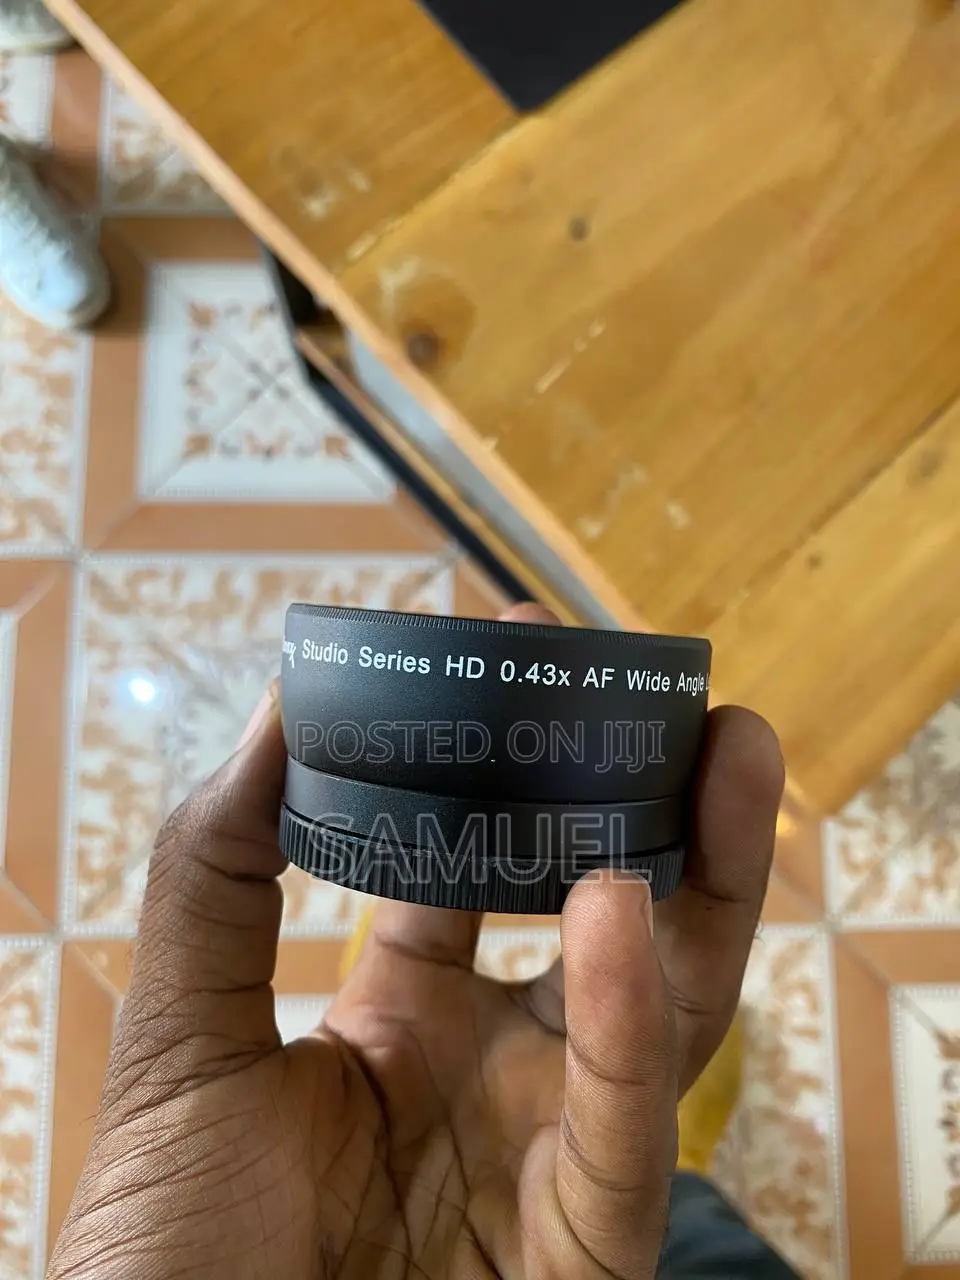 Studio Series HD 0.43x AF Wide Angle
POSTED ON JIJI
SAMUEL